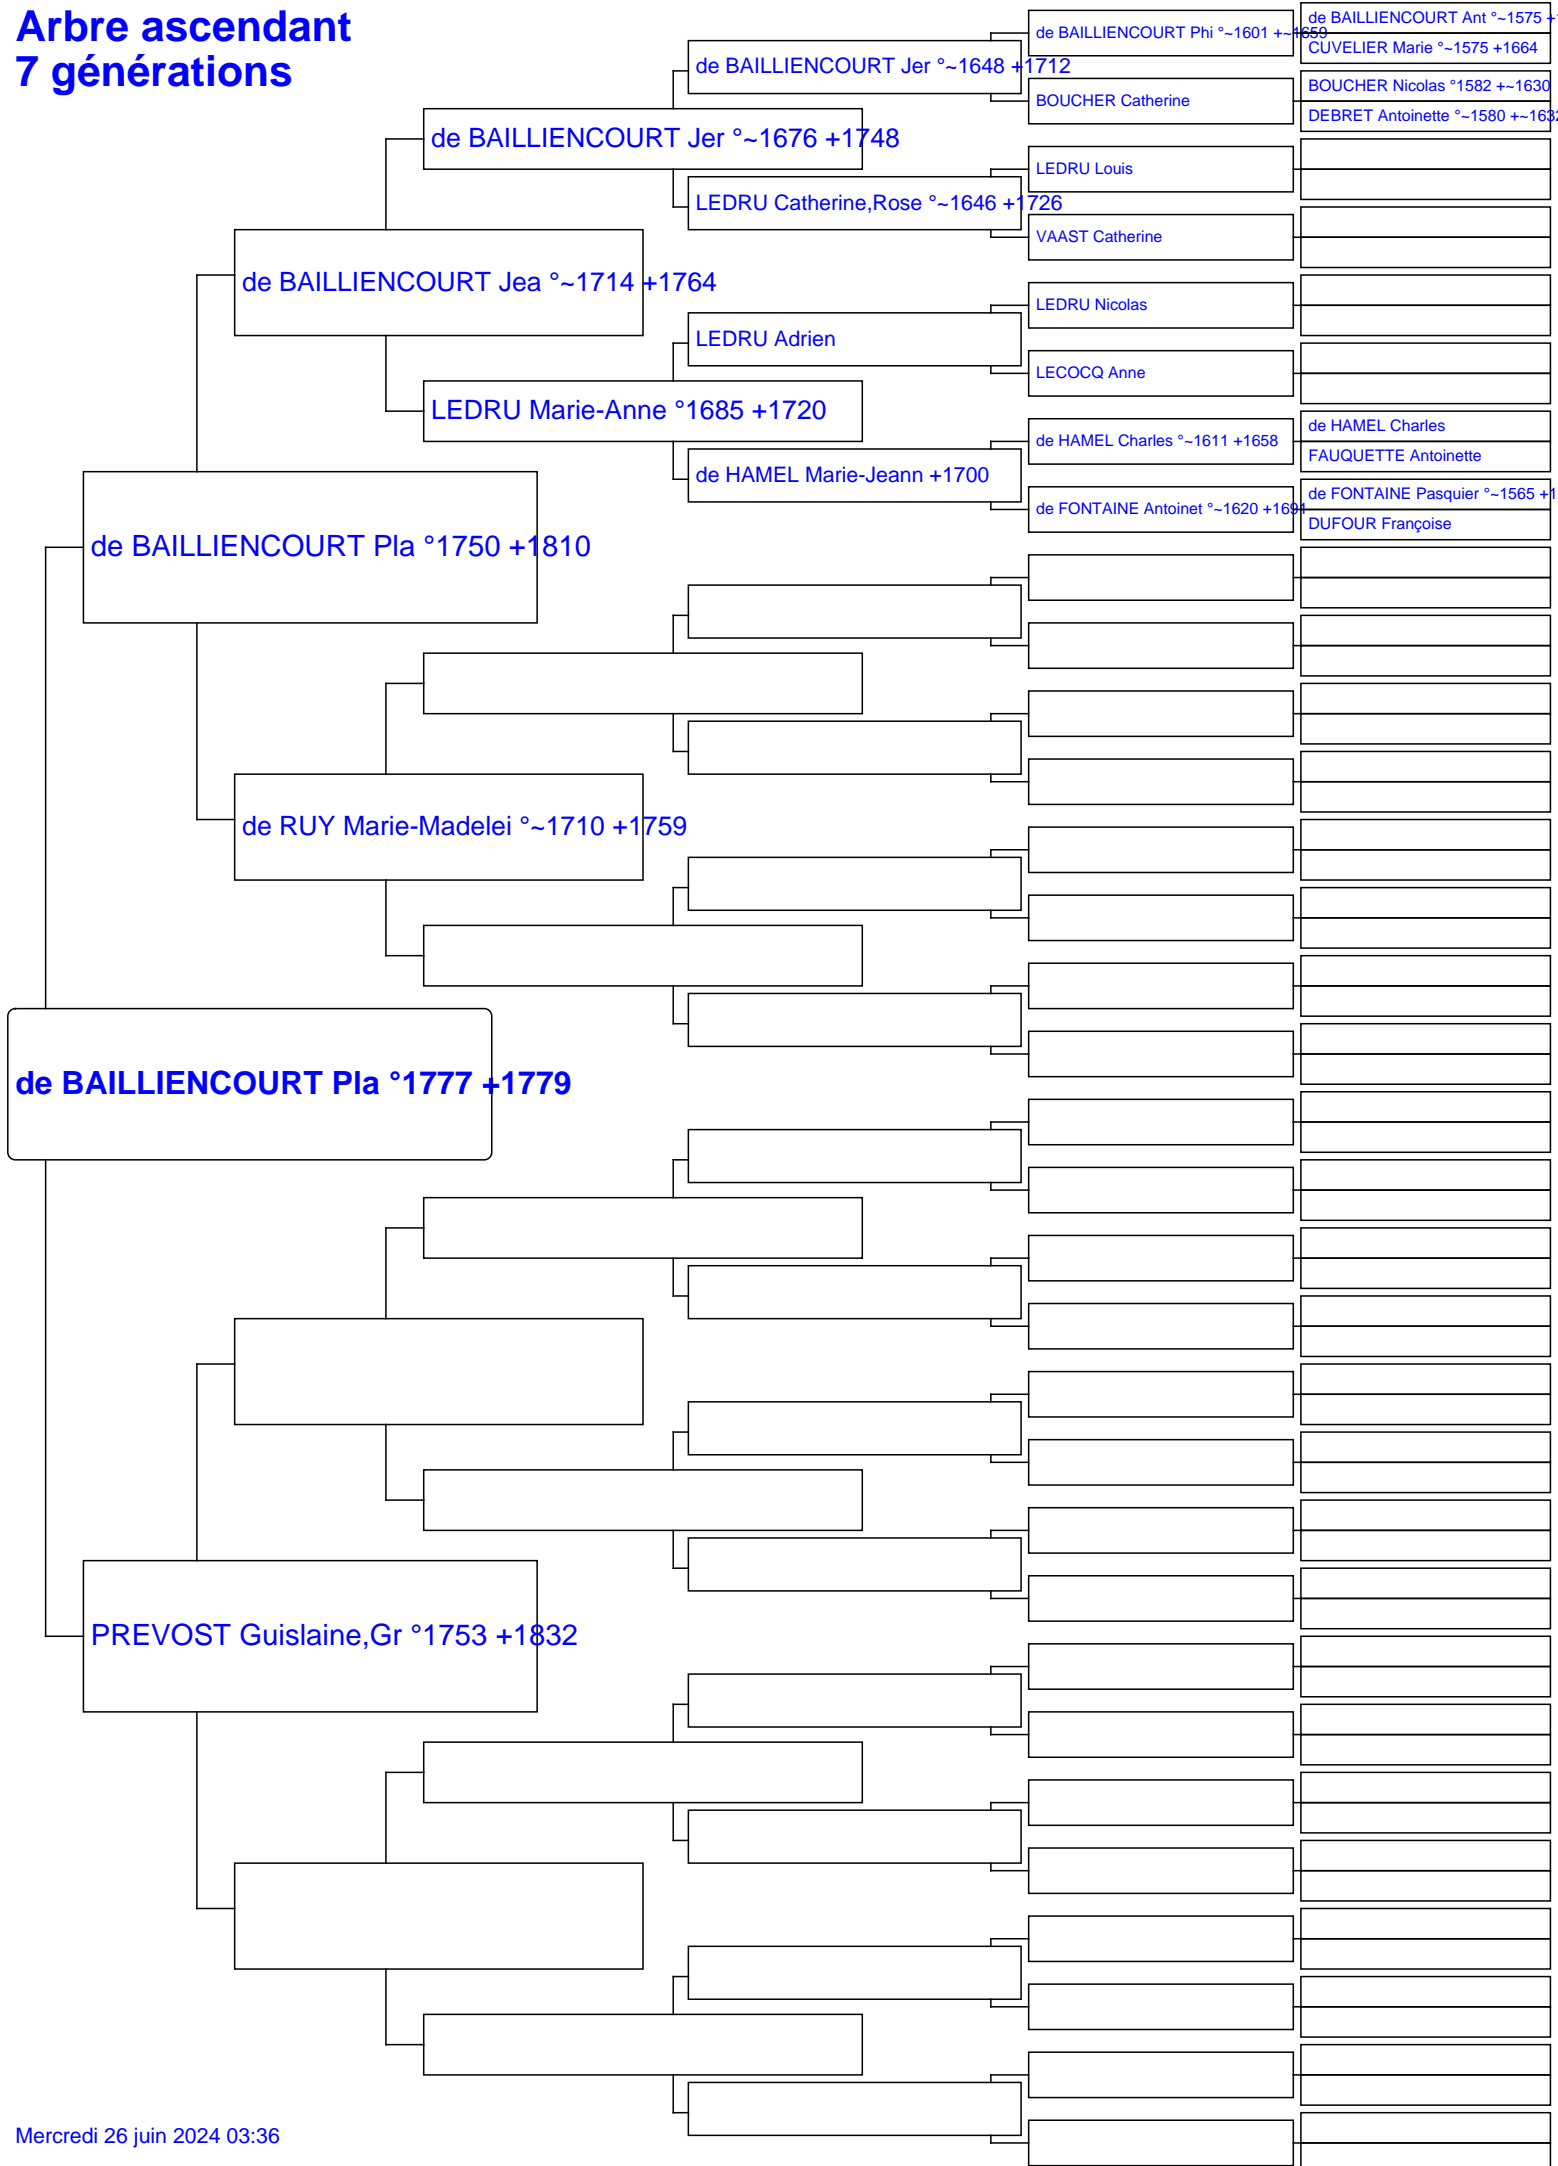 Arbre ascendant
7 générations
de BAILLIENCOURT Pla °1777 +1779
de BAILLIENCOURT Pla °1750 +1810
PREVOST Guislaine,Gr °1753 +1832
de BAILLIENCOURT Jea °~1714 +1764
de RUY Marie-Madelei °~1710 +1759
de BAILLIENCOURT Jer °~1676 +1748
LEDRU Marie-Anne °1685 +1720
de BAILLIENCOURT Jer °~1648 +1712
LEDRU Catherine,Rose °~1646 +1726
LEDRU Adrien
de HAMEL Marie-Jeann +1700
de BAILLIENCOURT Phi °~1601 +~1659
BOUCHER Catherine
LEDRU Louis
VAAST Catherine
LEDRU Nicolas
LECOCQ Anne
de HAMEL Charles °~1611 +1658
de FONTAINE Antoinet °~1620 +1691
de BAILLIENCOURT Ant °~1575
CUVELIER Marie °~1575 +1664
BOUCHER Nicolas °1582 +~1630
DEBRET Antoinette °~1580 +~1632
de HAMEL Charles
FAUQUETTE Antoinette
de FONTAINE Pasquier °~1565
DUFOUR Françoise
Mercredi 26 juin 2024 03:36